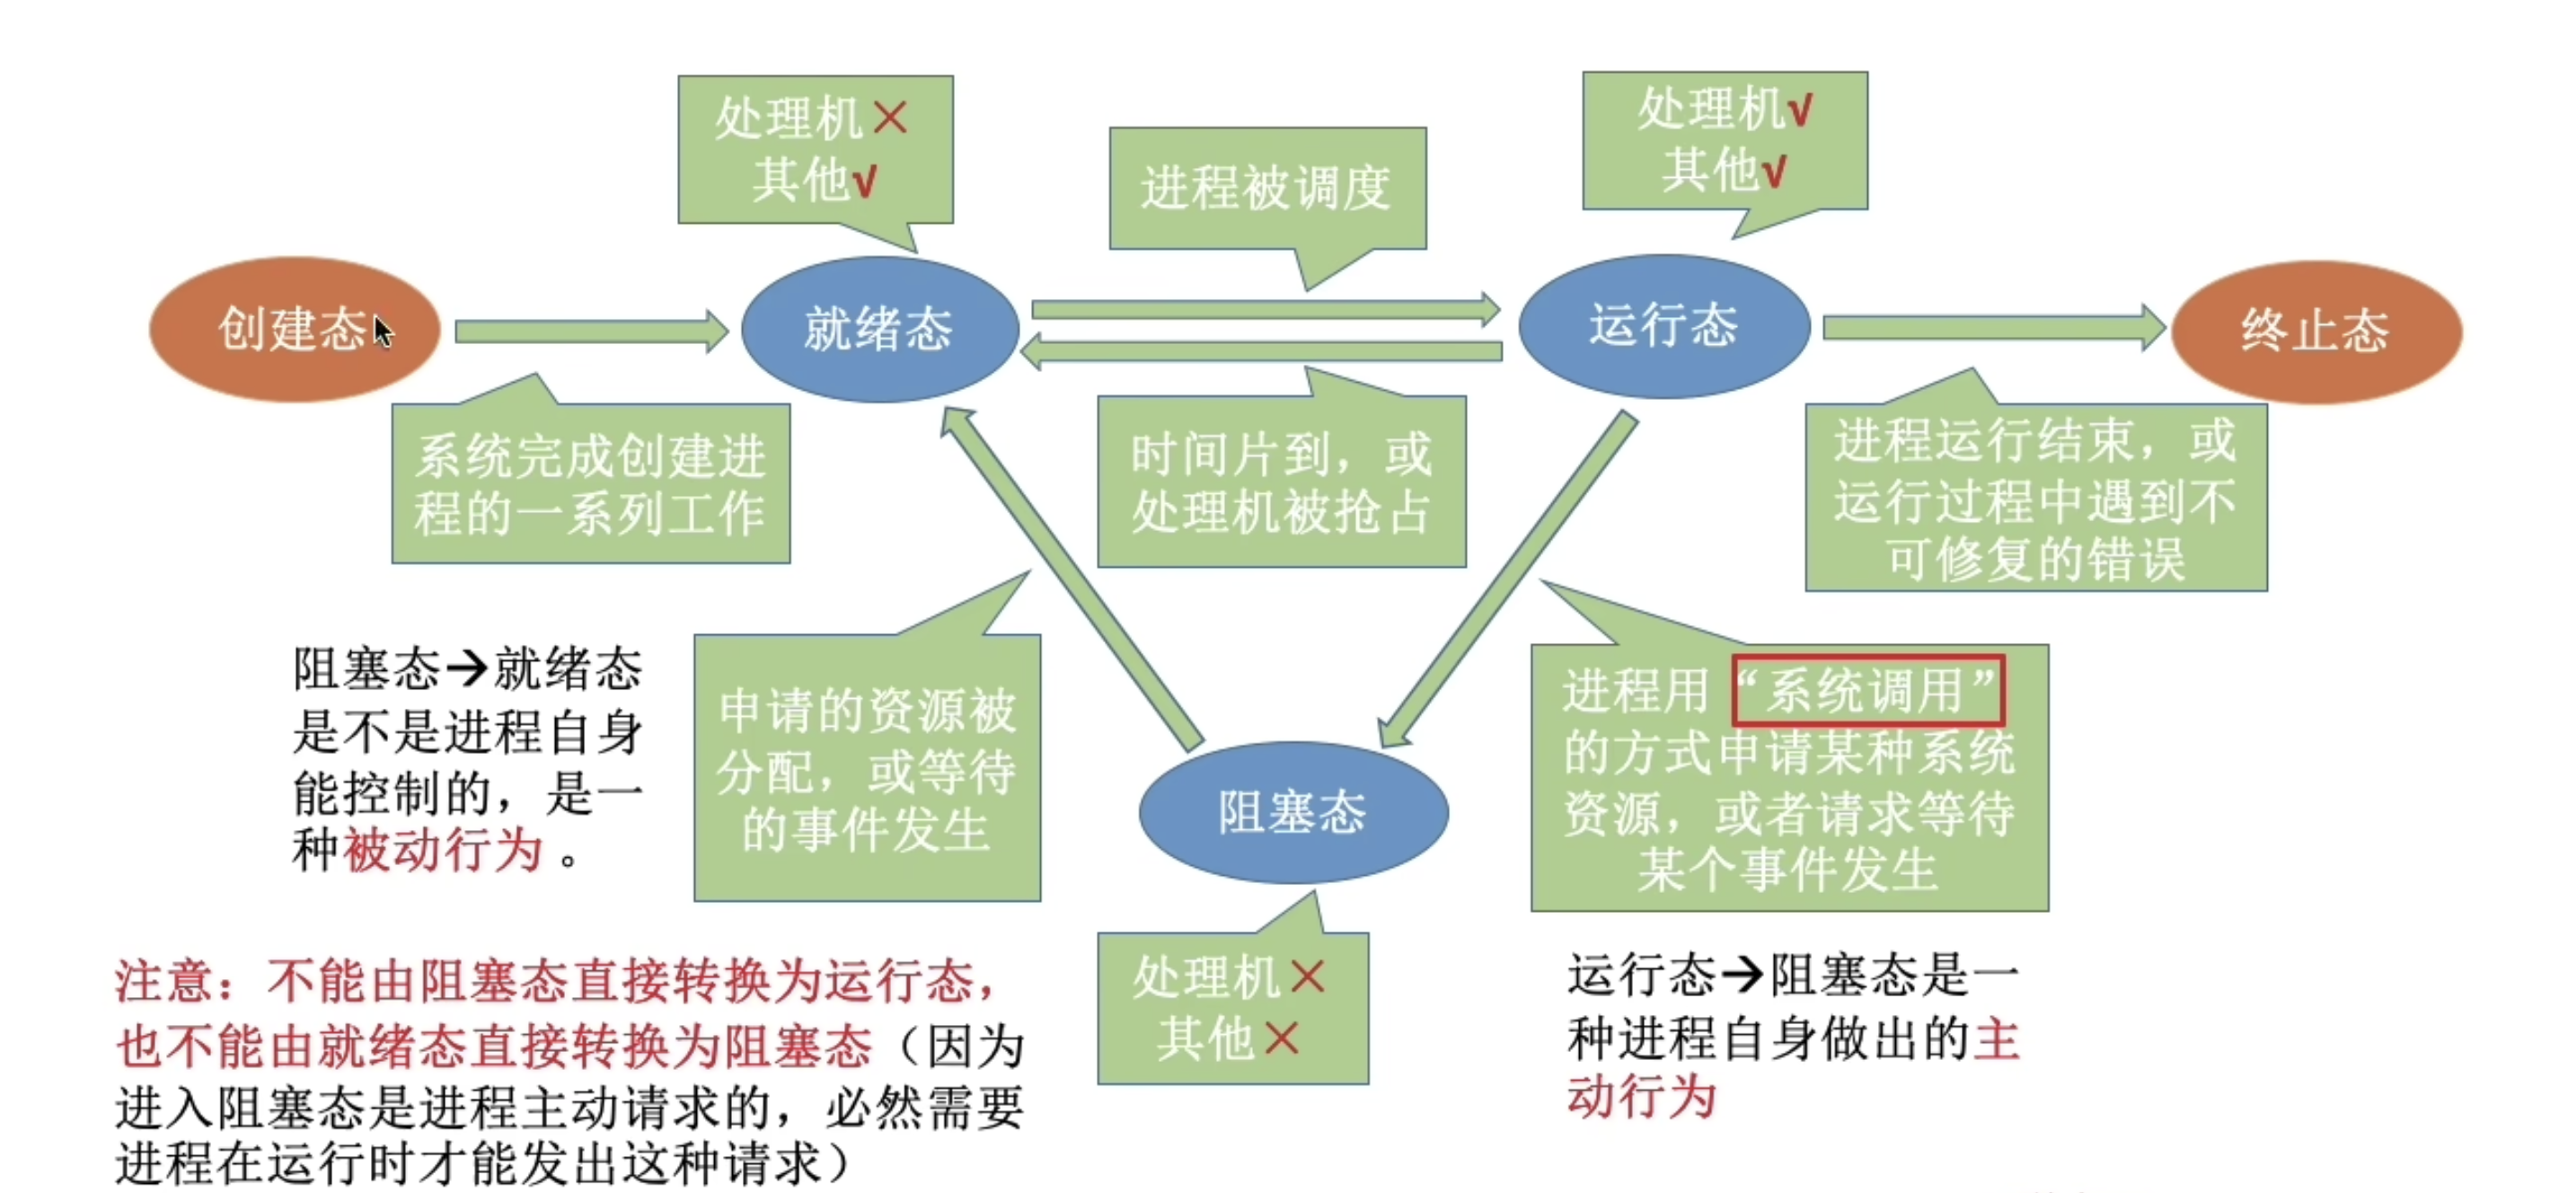 处理机×
其他√
进程被调度
处理机√
其他√
创建态
就绪态
运行态
终止态
系统完成创建进
程的一系列工作
时间片到，或
处理机被抢占
进程运行结束，或
运行过程中遇到不
可修复的错误
阻塞态→就绪态
是不是进程自身
能控制的，是一
种被动行为。
申请的资源被
分配，或等待
的事件发生
进程用“系统调用”
的方式申请某种系统
资源，或者请求等待
某个事件发生
阻塞态
处理机×
其他×
注意：不能由阻塞态直接转换为运行态，
也不能由就绪态直接转换为阻塞态（因为
进入阻塞态是进程主动请求的，必然需要
进程在运行时才能发出这种请求）
运行态→阻塞态是一
种进程自身做出的主
动行为